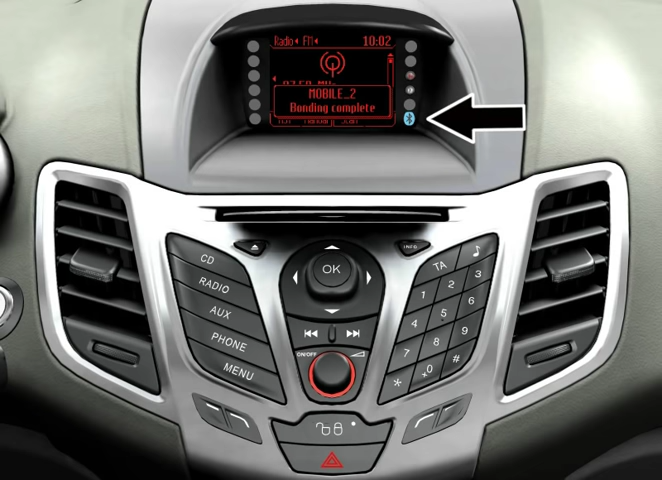 Radio FM 10:02
MOBILE_2
Bonding complete
CD
RADIO
AUX
PHONE
MENU
OK
INFO
TA
1 2 3
4 5 6
7 8 9
* 0 #
ON/OFF